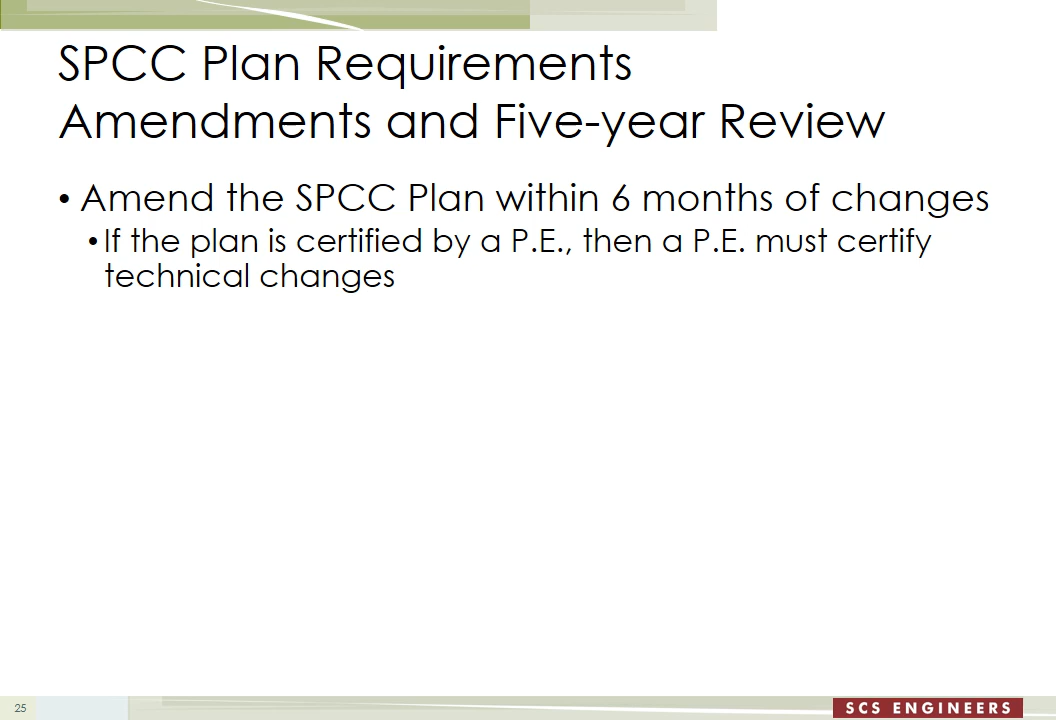 SPCC Plan Requirements
Amendments and Five-year Review
• Amend the SPCC Plan within 6 months of changes
• If the plan is certified by a P.E., then a P.E. must certify
technical changes
25
SCS ENGINEERS